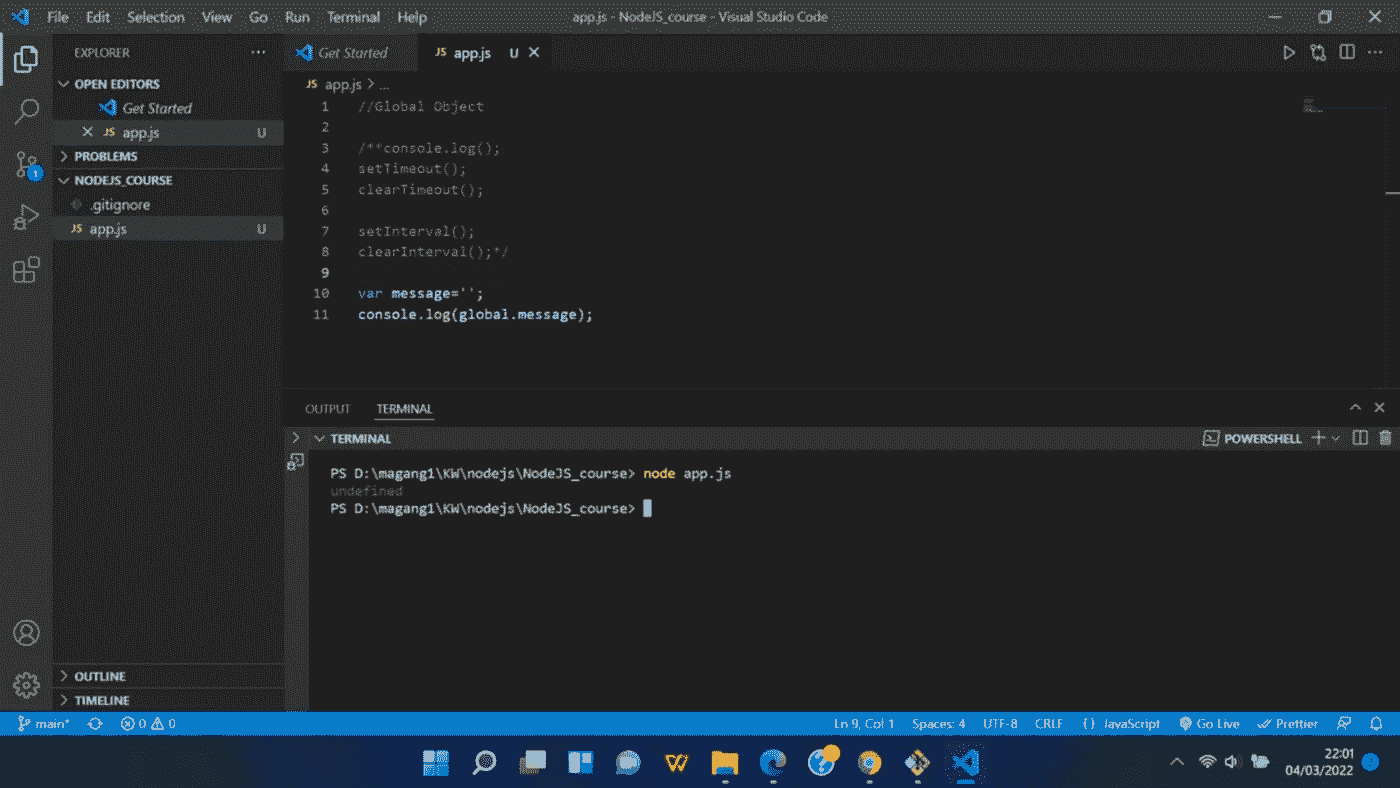 File Edit Selection View Go Run Terminal Help app.js - NodeJS_course - Visual Studio Code
EXPLORER
Get Started
JS app.js U
OPEN EDITORS
Get Started
JS app.js U
PROBLEMS
NODEJS_COURSE
.gitignore
JS app.js U
OUTLINE
TIMELINE
JS app.js > ...
1 //Global Object
2
3 /**console.log();
4 setTimeout();
5 clearTimeout();
6
7 setInterval();
8 clearInterval();*/
9
10 var message='';
11 console.log(global.message);
OUTPUT TERMINAL
TERMINAL POWERSHELL
PS D:\magang1\KW\nodejs\NodeJS_course> node app.js
undefined
PS D:\magang1\KW\nodejs\NodeJS_course>
1
main* 0 0 Ln 9, Col 1 Spaces: 4 UTF-8 CRLF {} JavaScript Go Live Prettier
22:01
04/03/2022